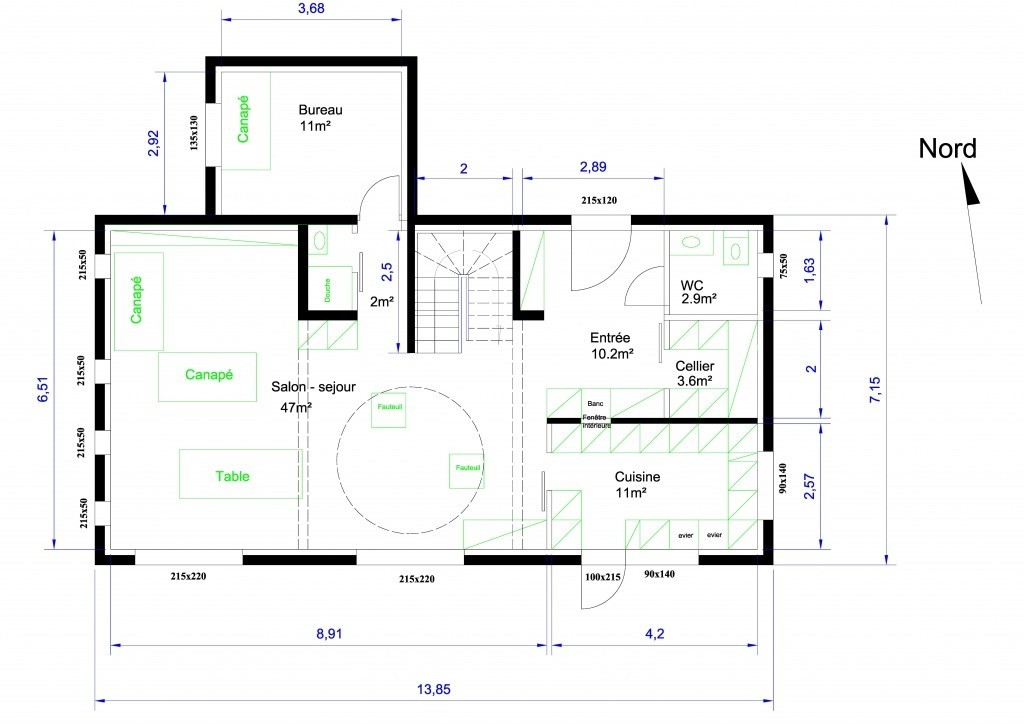 3,68
Canapé
Bureau
11m²
2,92
135x130
Nord
2
2,89
215x120
215x50
Canapé
Douche
2,5
2m²
WC
2.9m²
75x50
1,63
Entrée
10.2m²
215x50
Canapé
Salon - sejour
47m²
Cellier
3.6m²
2
6,51
7,15
Fauteuil
Banc
Fenêtre
intérieure
215x50
Table
Fauteuil
Cuisine
11m²
90x140
2,57
215x50
evier
evier
215x220
215x220
100x215
90x140
8,91
4,2
13,85